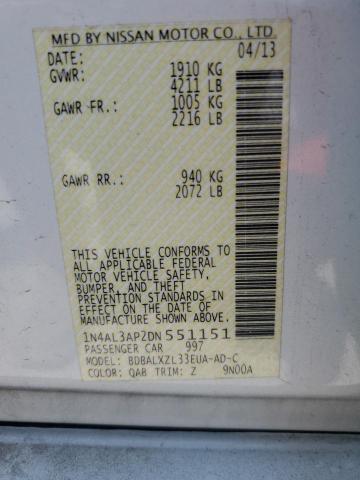 MFD BY NISSAN MOTOR CO., LTD.
DATE: 04/13
GVWR: 1910 KG
4211 LB
GAWR FR.: 1005 KG
2216 LB
GAWR RR.: 940 KG
2072 LB
THIS VEHICLE CONFORMS TO
ALL APPLICABLE FEDERAL
MOTOR VEHICLE SAFETY,
BUMPER, AND THEFT
PREVENTION STANDARDS IN
EFFECT ON THE DATE OF
MANUFACTURE SHOWN ABOVE.
1N4AL3AP2DN 551151
PASSENGER CAR 997
MODEL: BDBALXZL33EUA-AD-C
COLOR: QAB TRIM: Z 9N00A